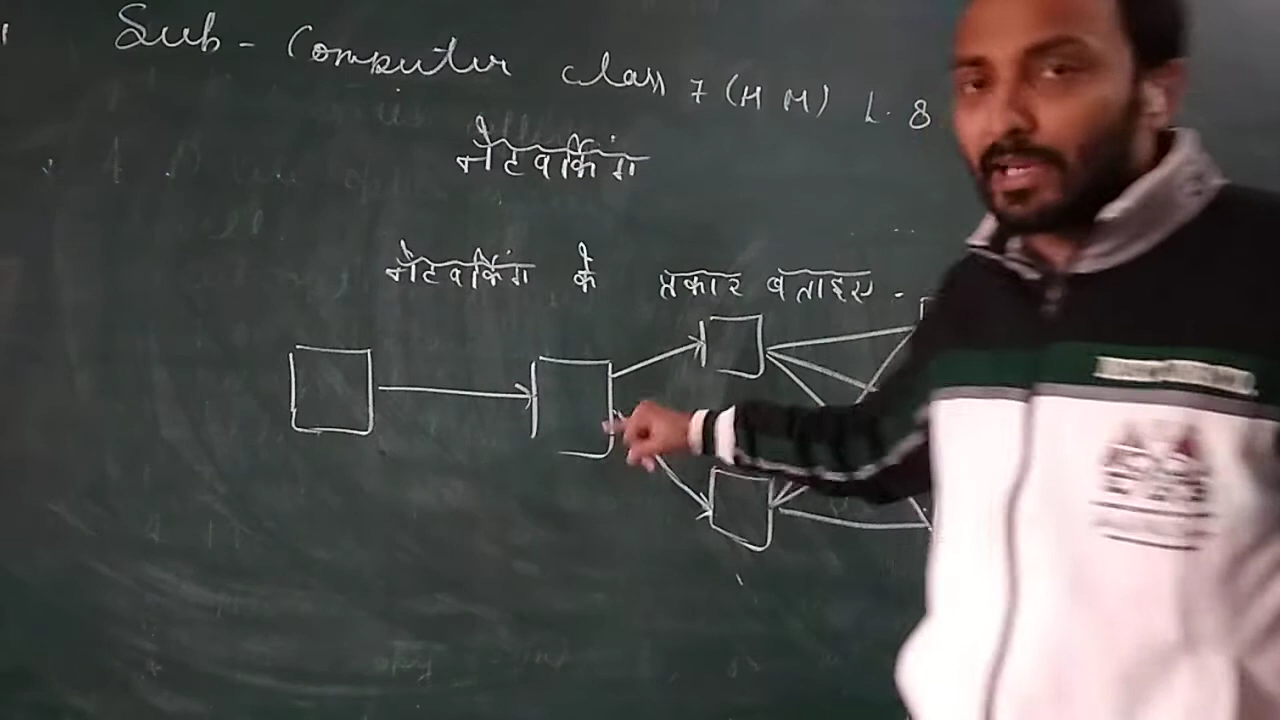 Sub - Computer Class 7 (H M) L. 8
नेटवर्किंग
नेटवर्किंग के प्रकार बताइए -